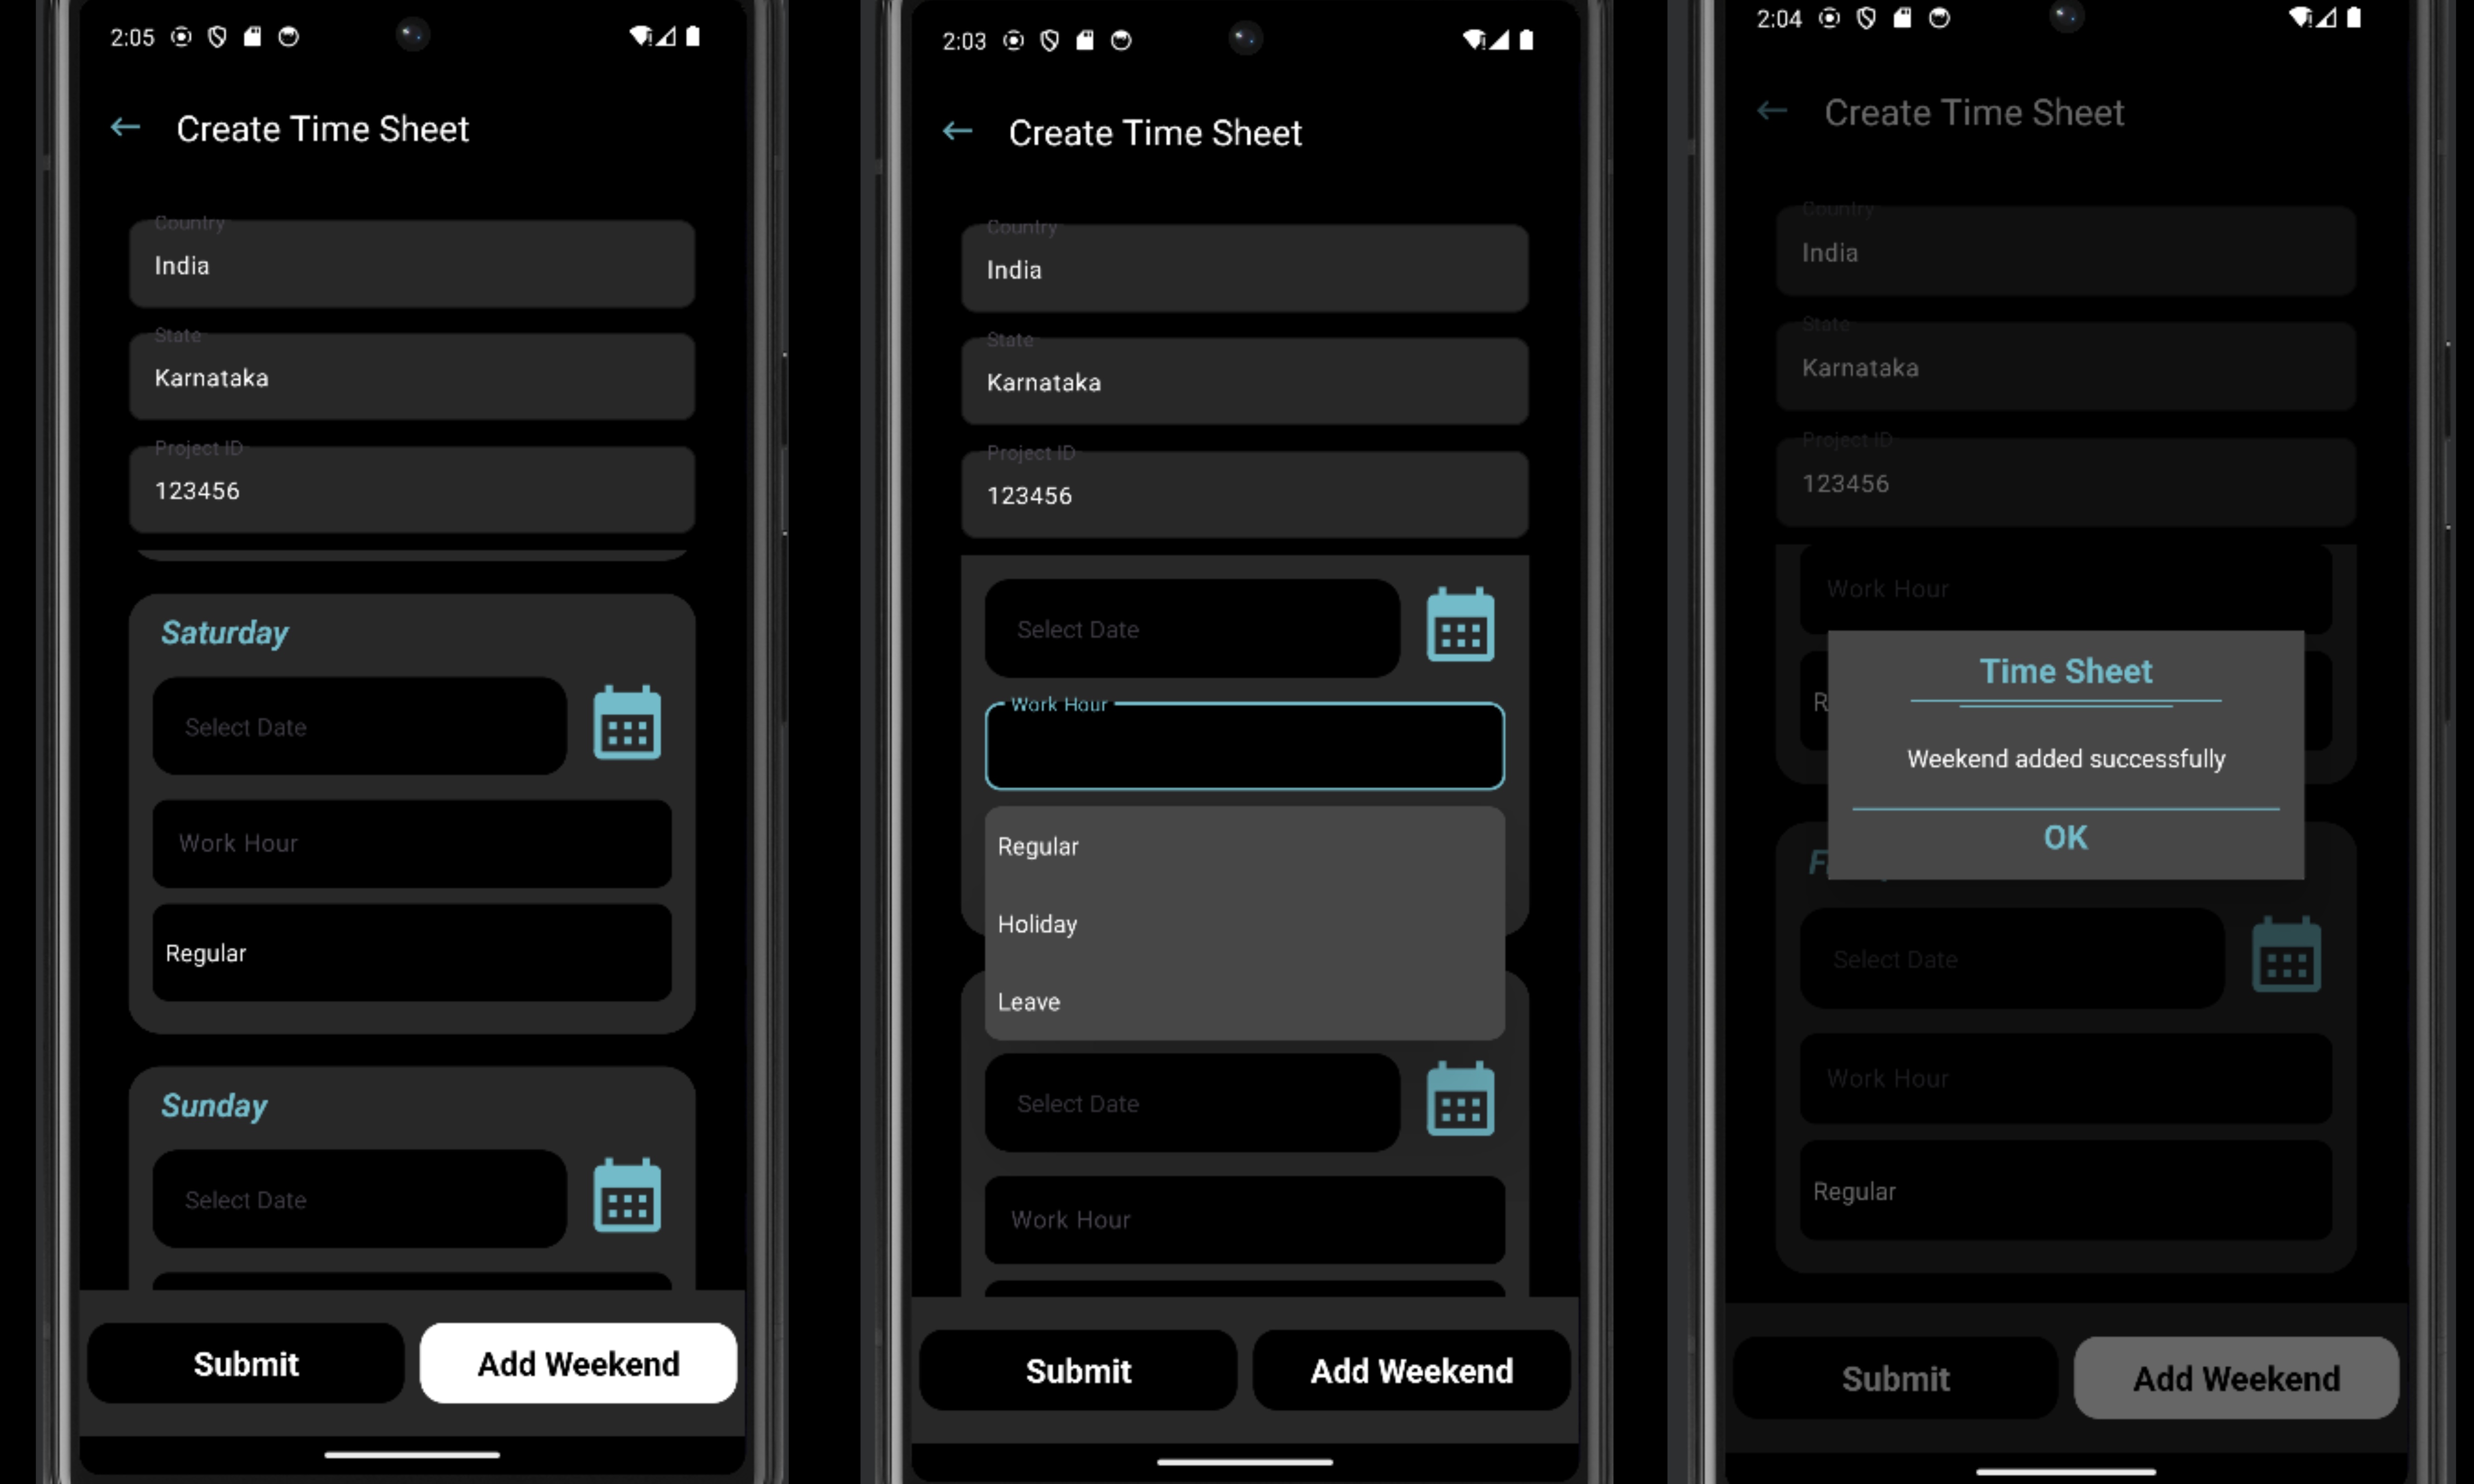 2:05
Create Time Sheet
Country
India
State
Karnataka
Project ID
123456
Saturday
Select Date
Work Hour
Regular
Sunday
Select Date
Submit
Add Weekend
2:03
Create Time Sheet
Country
India
State
Karnataka
Project ID
123456
Select Date
Work Hour
Regular
Holiday
Leave
Select Date
Work Hour
Submit
Add Weekend
2:04
Create Time Sheet
Country
India
State
Karnataka
Project ID
123456
Work Hour
R
Time Sheet
Weekend added successfully
OK
F
Select Date
Work Hour
Regular
Submit
Add Weekend